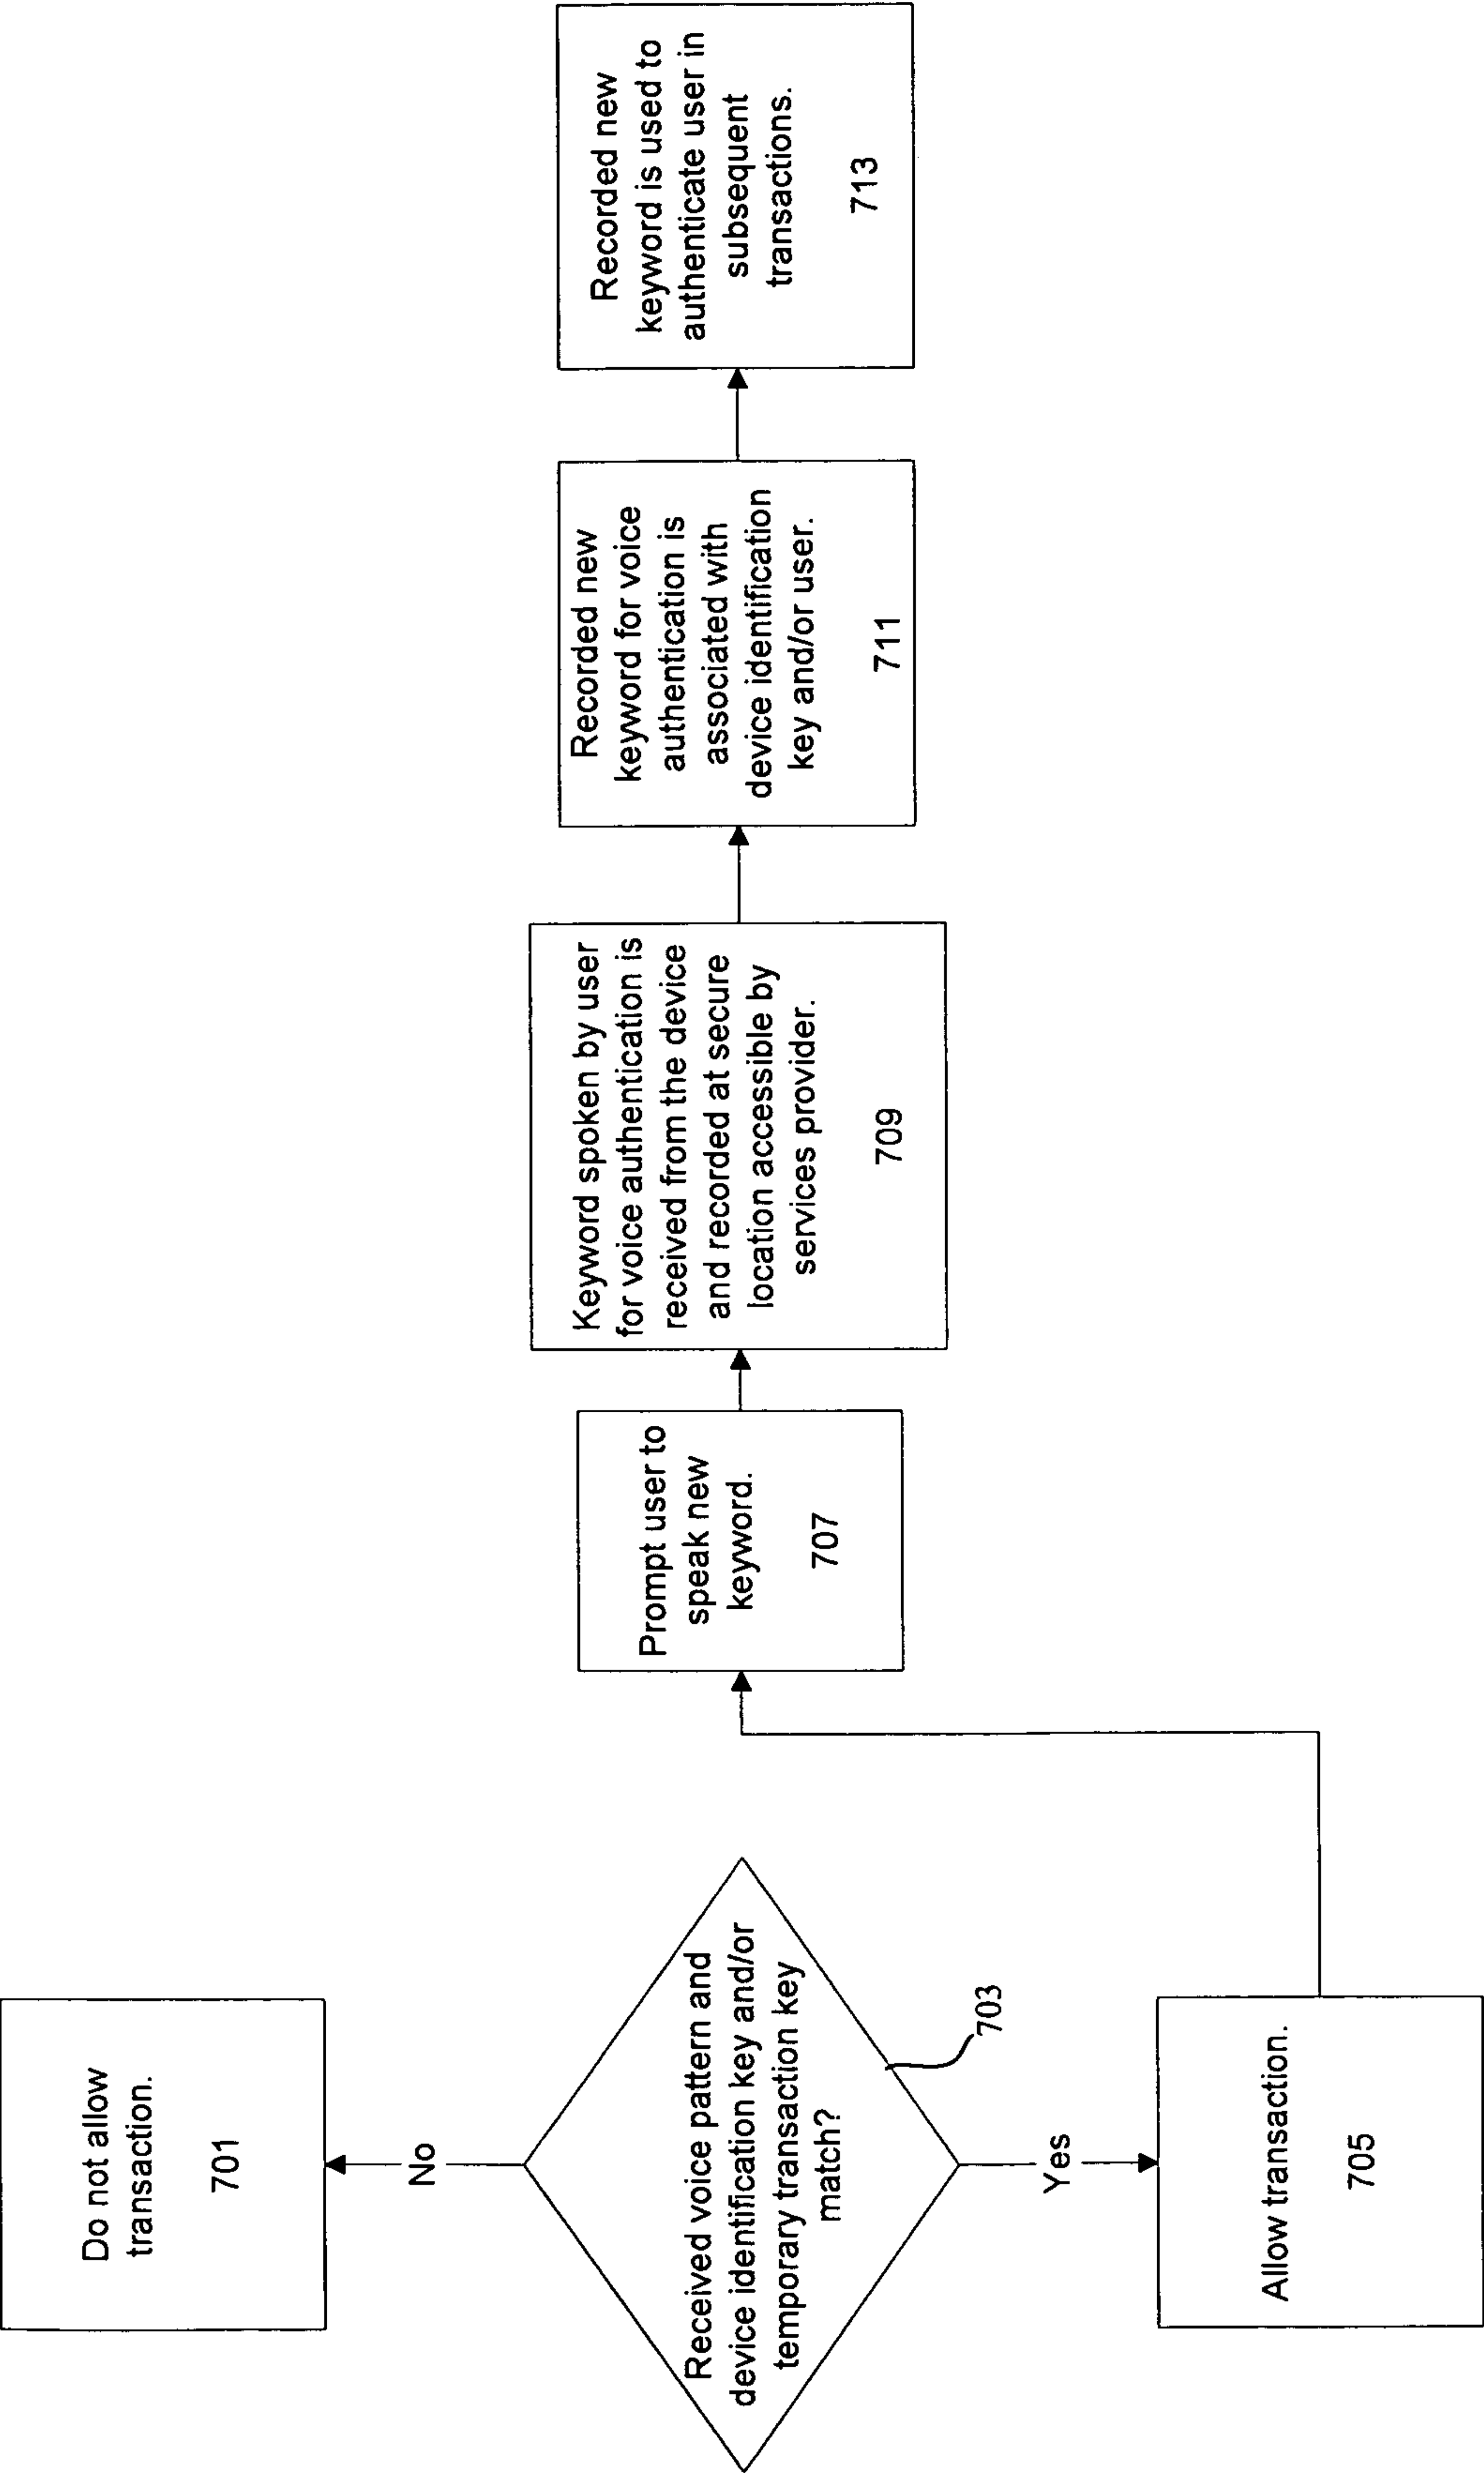 Do not allow
transaction.
701
No
Received voice pattern and
device identification key and/or
temporary transaction key
match?
703
Yes
Allow transaction.
705
Prompt user to
speak new
keyword.
707
Keyword spoken by user
for voice authentication is
received from the device
and recorded at secure
location accessible by
services provider.
709
Recorded new
keyword for voice
authentication is
associated with
device identification
key and/or user.
711
Recorded new
keyword is used to
authenticate user in
subsequent
transactions.
713